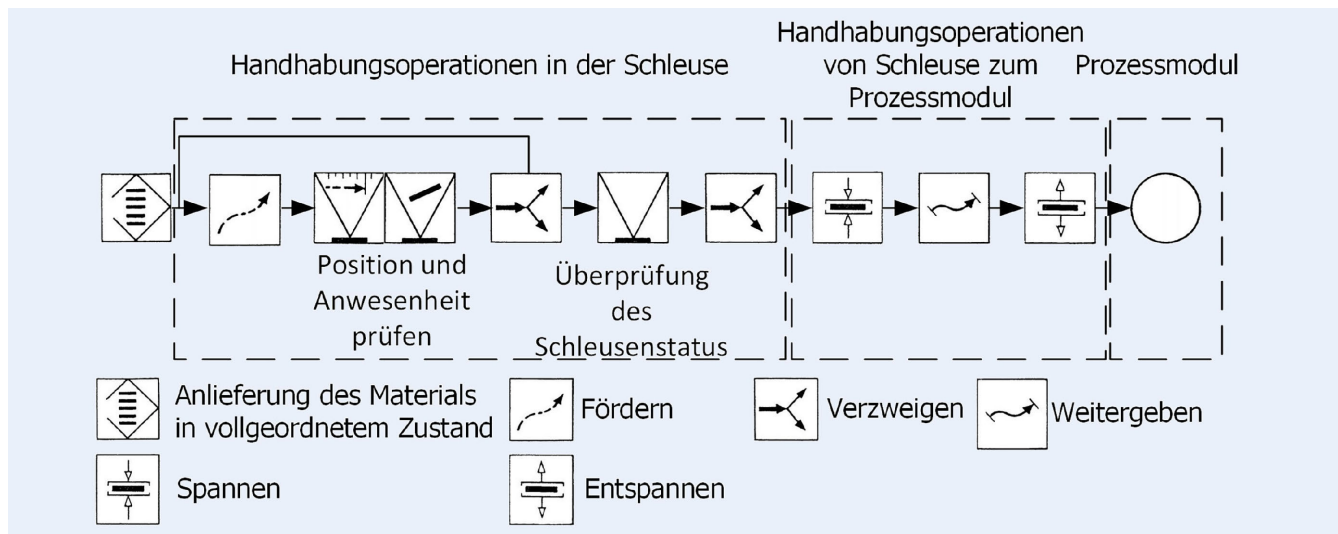 Handhabungsoperationen in der Schleuse
Handhabungsoperationen
von Schleuse zum
Prozessmodul
Prozessmodul
Position und
Anwesenheit
prüfen
Überprüfung
des
Schleusenstatus
Anlieferung des Materials
in vollgeordnetem Zustand
Fördern
Verzweigen
Weitergeben
Spannen
Entspannen